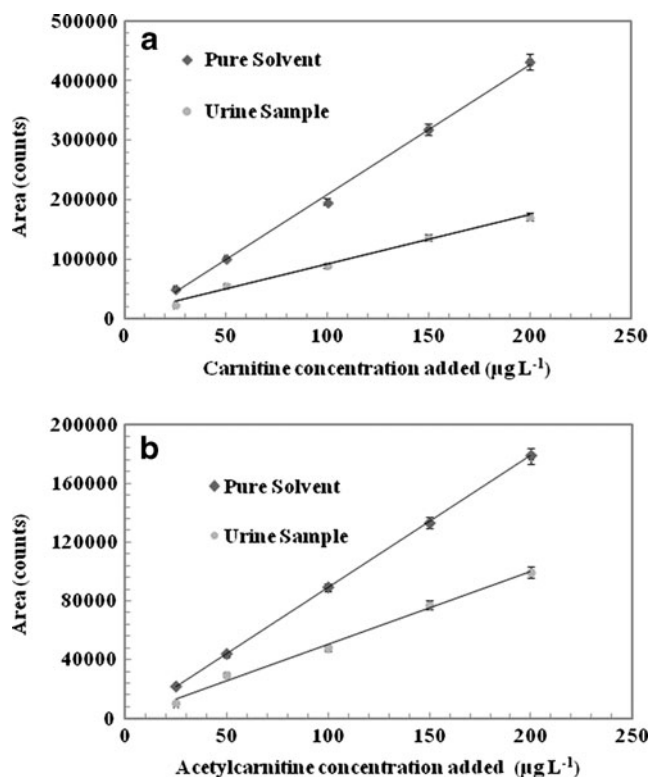 a
500000
Pure Solvent
400000
Urine Sample
300000
Area (counts)
200000
100000
0
0 50 100 150 200 250
Carnitine concentration added (µg L-1)
b
200000
Pure Solvent
160000
Urine Sample
120000
Area (counts)
80000
40000
0
0 50 100 150 200 250
Acetylcarnitine concentration added (µg L-1)